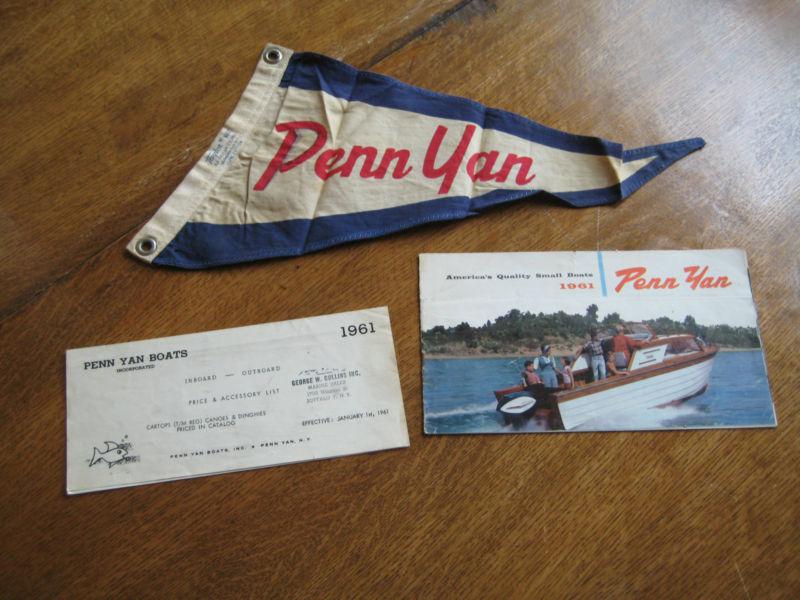 Penn Yan
America's Quality Small Boats
1961
Penn Yan
1961
PENN YAN BOATS
INCORPORATED
INBOARD — OUTBOARD
PRICE & ACCESSORY LIST
GEORGE W. COLLINS INC.
MARINE SALES
BUFFALO 7, N. Y.
CARTOPS (T/M REG) CANOES & DINGHIES
PRICED IN CATALOG
EFFECTIVE: JANUARY 1st, 1961
PENN YAN BOATS, INC. • PENN YAN, N.Y.